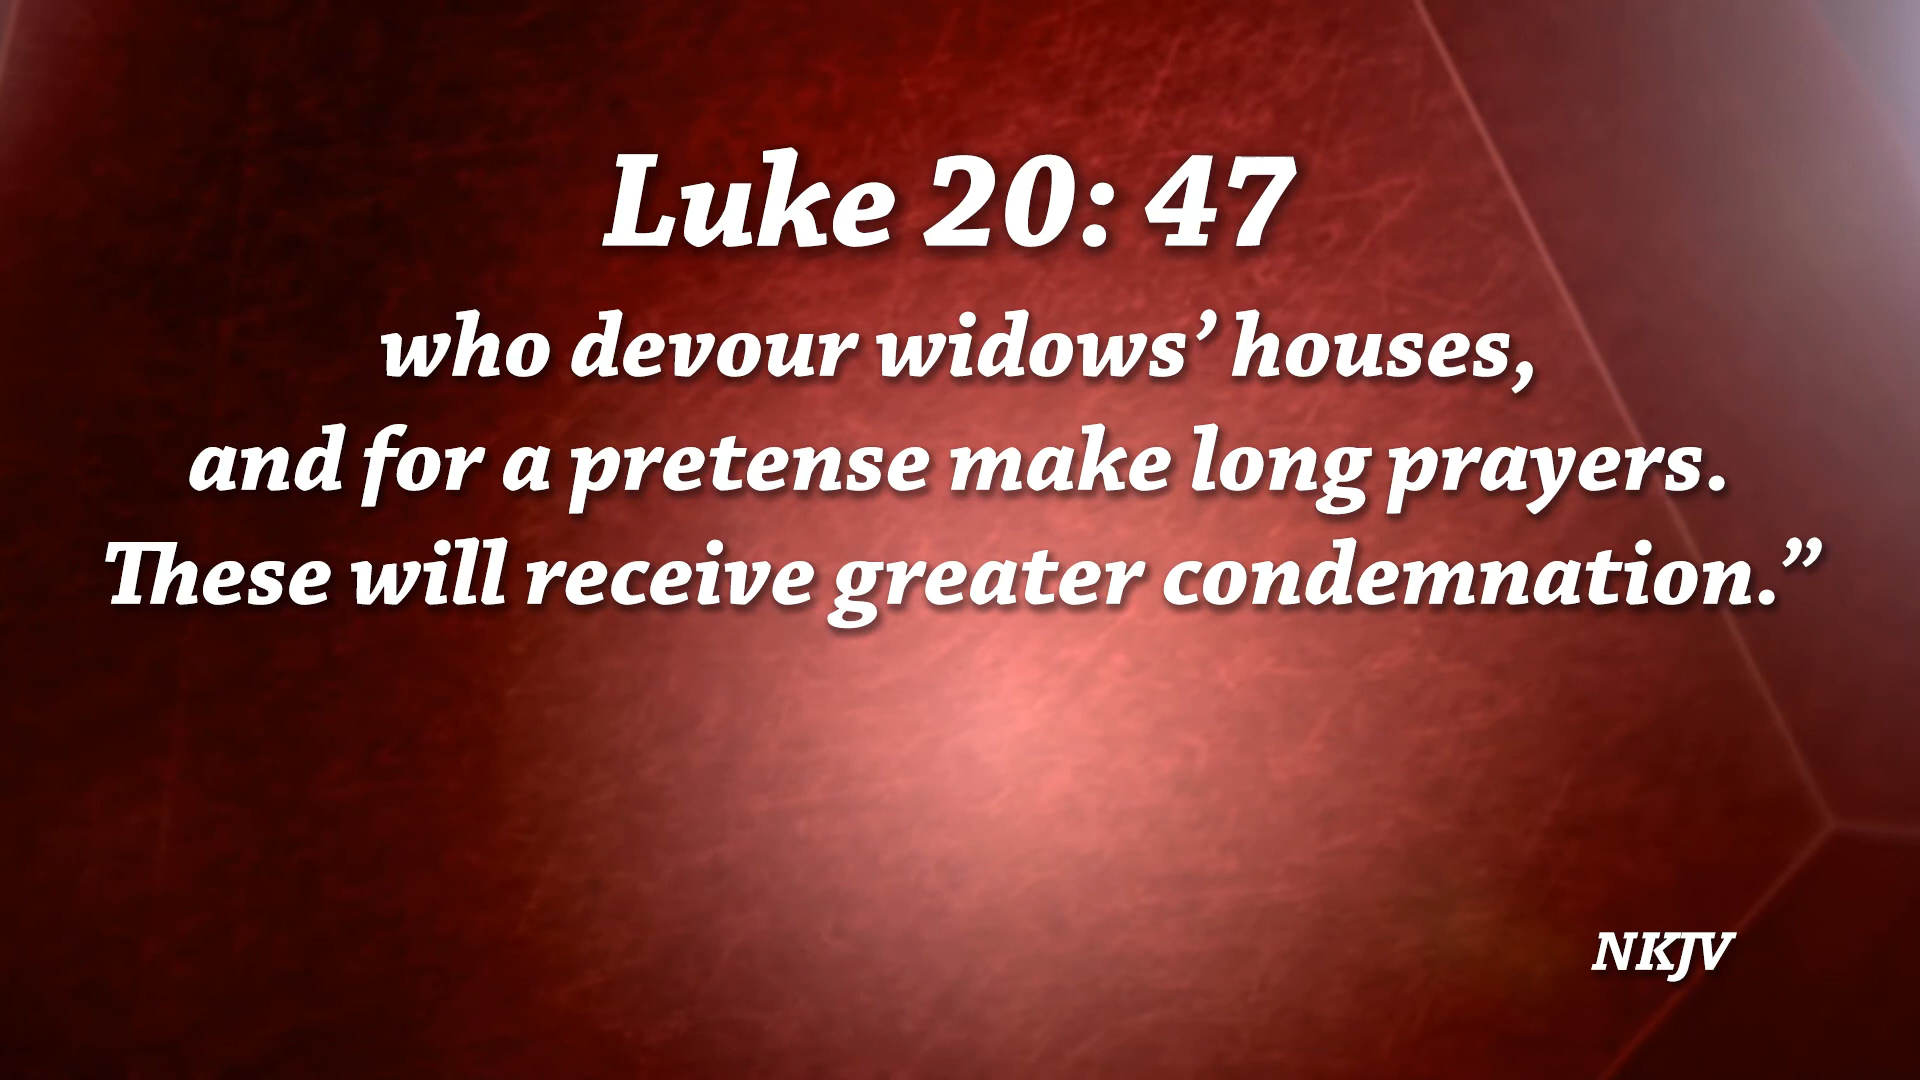 Luke 20: 47
who devour widows’ houses,
and for a pretense make long prayers.
These will receive greater condemnation.”
NKJV